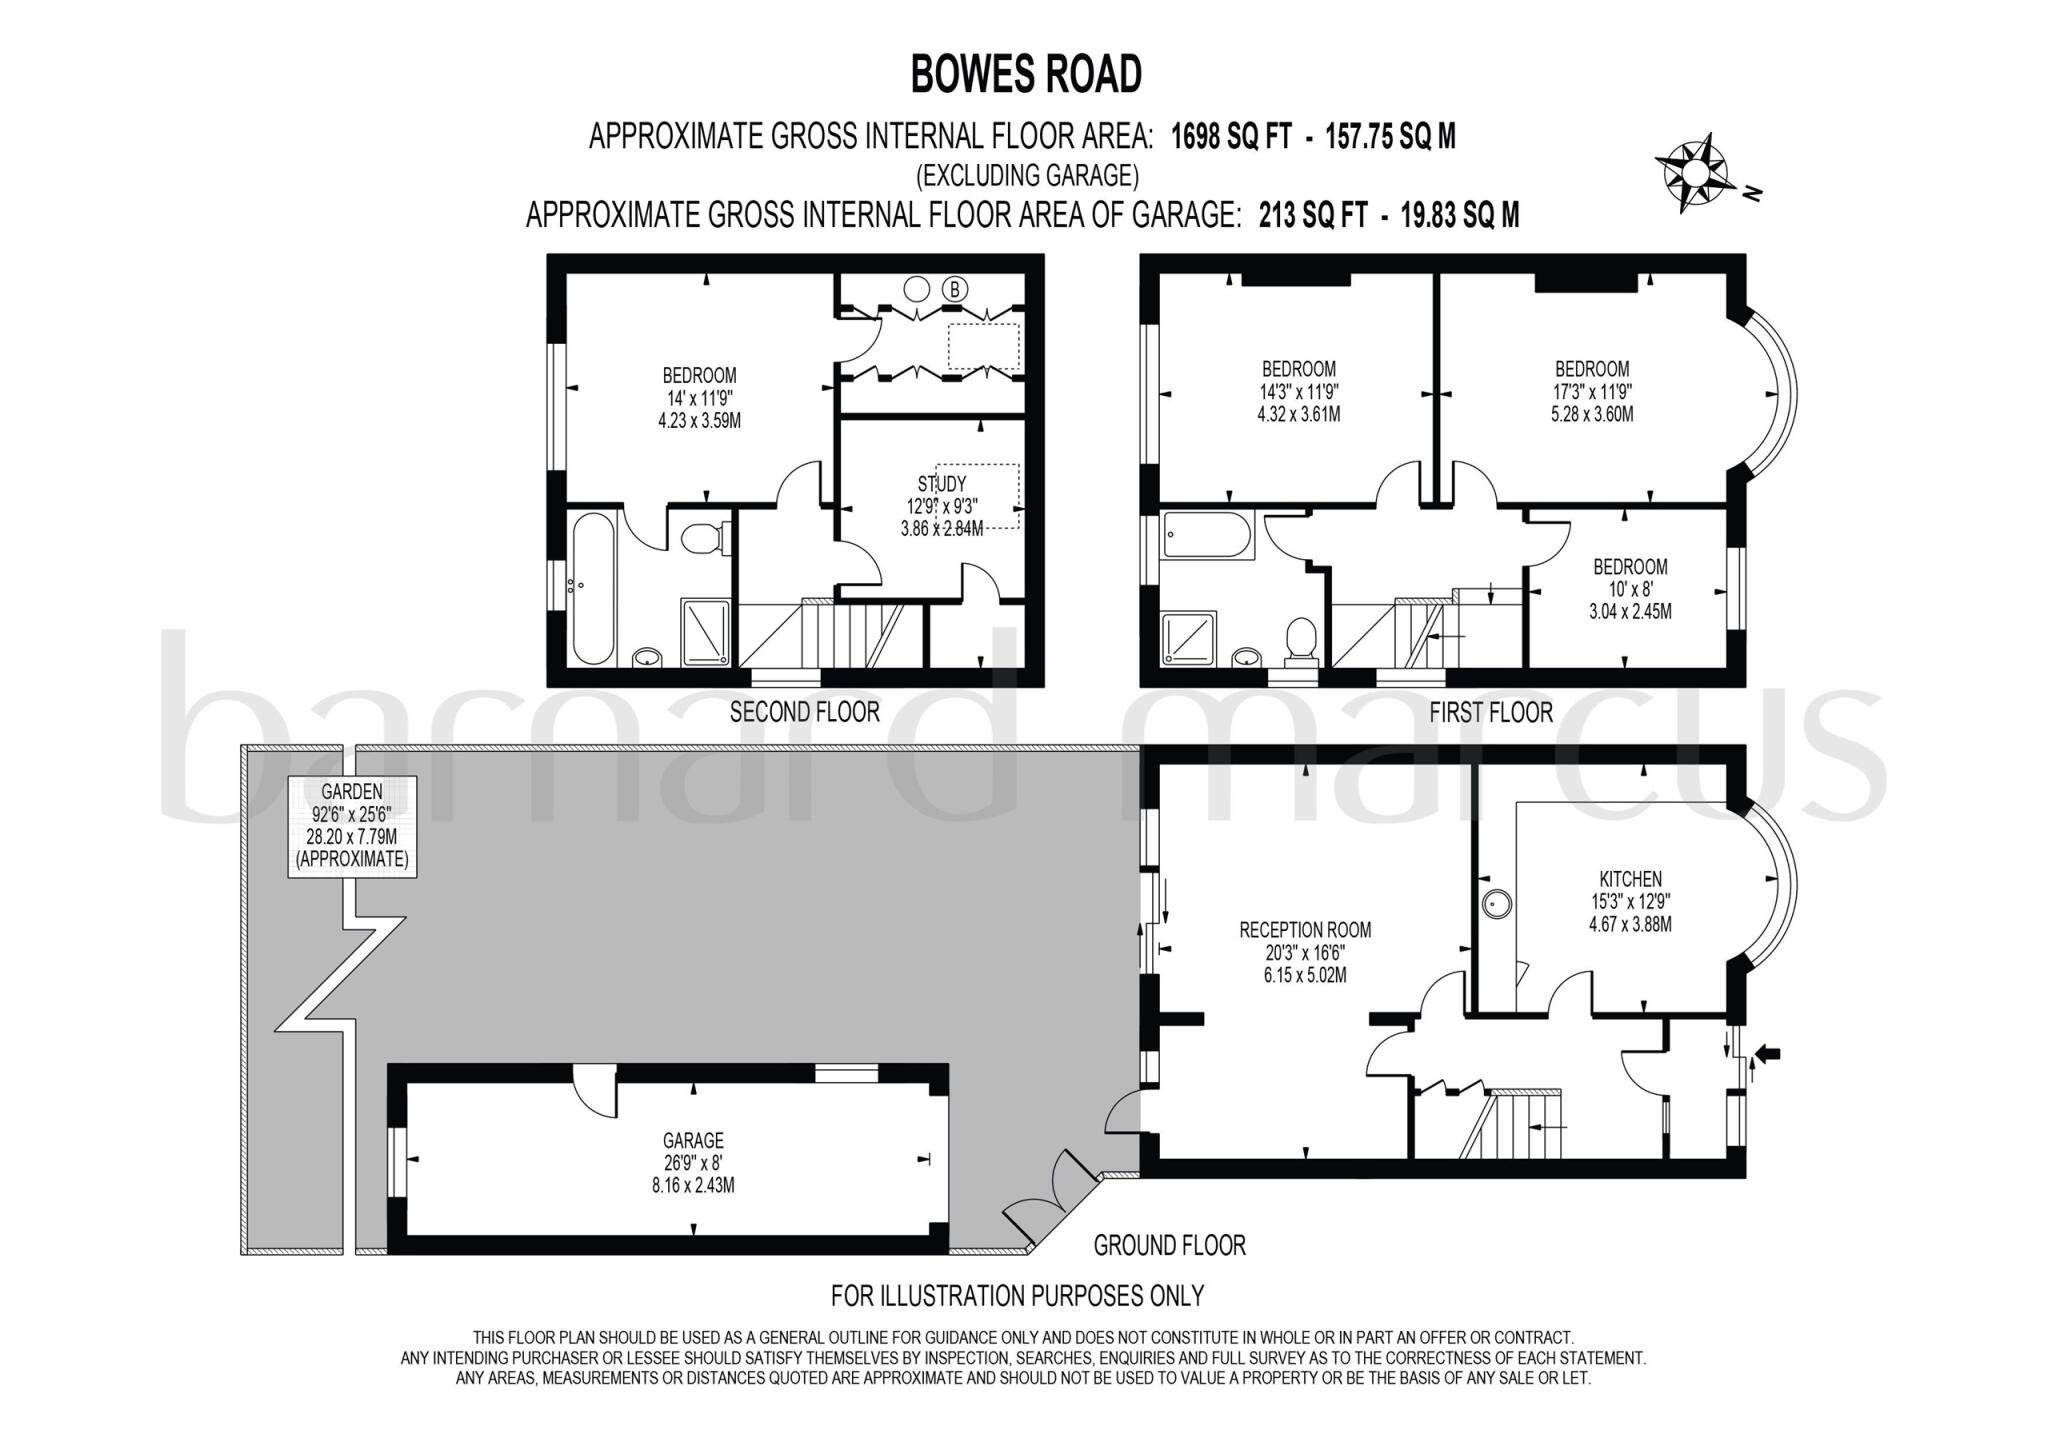 BOWES ROAD
APPROXIMATE GROSS INTERNAL FLOOR AREA: 1698 SQ FT - 157.75 SQ M
(EXCLUDING GARAGE)
APPROXIMATE GROSS INTERNAL FLOOR AREA OF GARAGE: 213 SQ FT - 19.83 SQ M
N
B
BEDROOM
14' x 11'9"
4.23 x 3.59M
STUDY
12'9" x 9'3"
3.86 x 2.84M
SECOND FLOOR
BEDROOM
14'3" x 11'9"
4.32 x 3.61M
BEDROOM
17'3" x 11'9"
5.28 x 3.60M
BEDROOM
10' x 8'
3.04 x 2.45M
FIRST FLOOR
barnard marcus
GARDEN
92'6" x 25'6"
28.20 x 7.79M
(APPROXIMATE)
RECEPTION ROOM
20'3" x 16'6"
6.15 x 5.02M
KITCHEN
15'3" x 12'9"
4.67 x 3.88M
GARAGE
26'9" x 8'
8.16 x 2.43M
GROUND FLOOR
FOR ILLUSTRATION PURPOSES ONLY
THIS FLOOR PLAN SHOULD BE USED AS A GENERAL OUTLINE FOR GUIDANCE ONLY AND DOES NOT CONSTITUTE IN WHOLE OR IN PART AN OFFER OR CONTRACT.
ANY INTENDING PURCHASER OR LESSEE SHOULD SATISFY THEMSELVES BY INSPECTION, SEARCHES, ENQUIRIES AND FULL SURVEY AS TO THE CORRECTNESS OF EACH STATEMENT.
ANY AREAS, MEASUREMENTS OR DISTANCES QUOTED ARE APPROXIMATE AND SHOULD NOT BE USED TO VALUE A PROPERTY OR BE THE BASIS OF ANY SALE OR LET.